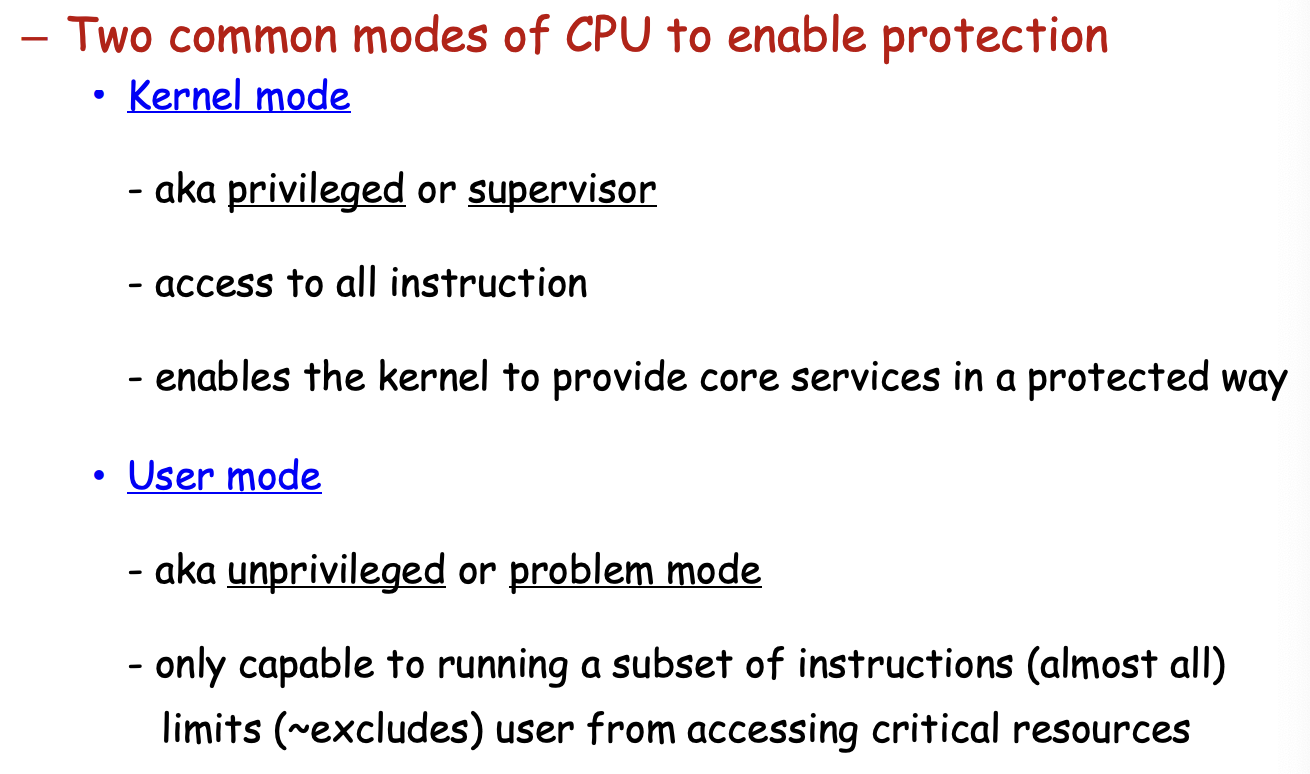 – Two common modes of CPU to enable protection
• Kernel mode
- aka privileged or supervisor
- access to all instruction
- enables the kernel to provide core services in a protected way
• User mode
- aka unprivileged or problem mode
- only capable to running a subset of instructions (almost all)
limits (~excludes) user from accessing critical resources